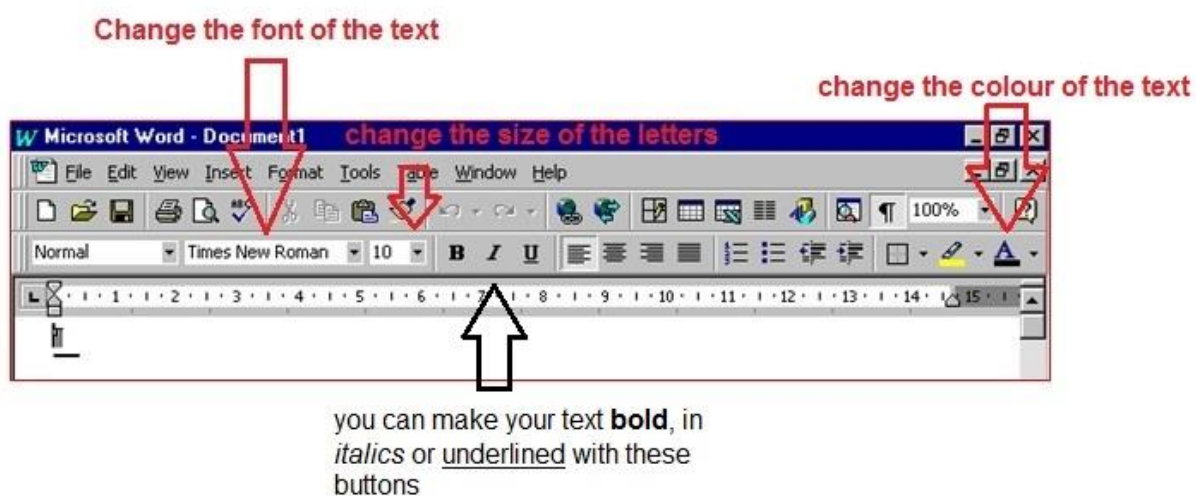 Change the font of the text
change the colour of the text
Microsoft Word - Document1
change the size of the letters
File Edit View Insert Format Tools Table Window Help
100%
Normal Times New Roman 10 B I U A
1 2 3 4 5 6 7 8 9 10 11 12 13 14 15
you can make your text bold, in
italics or underlined with these
buttons